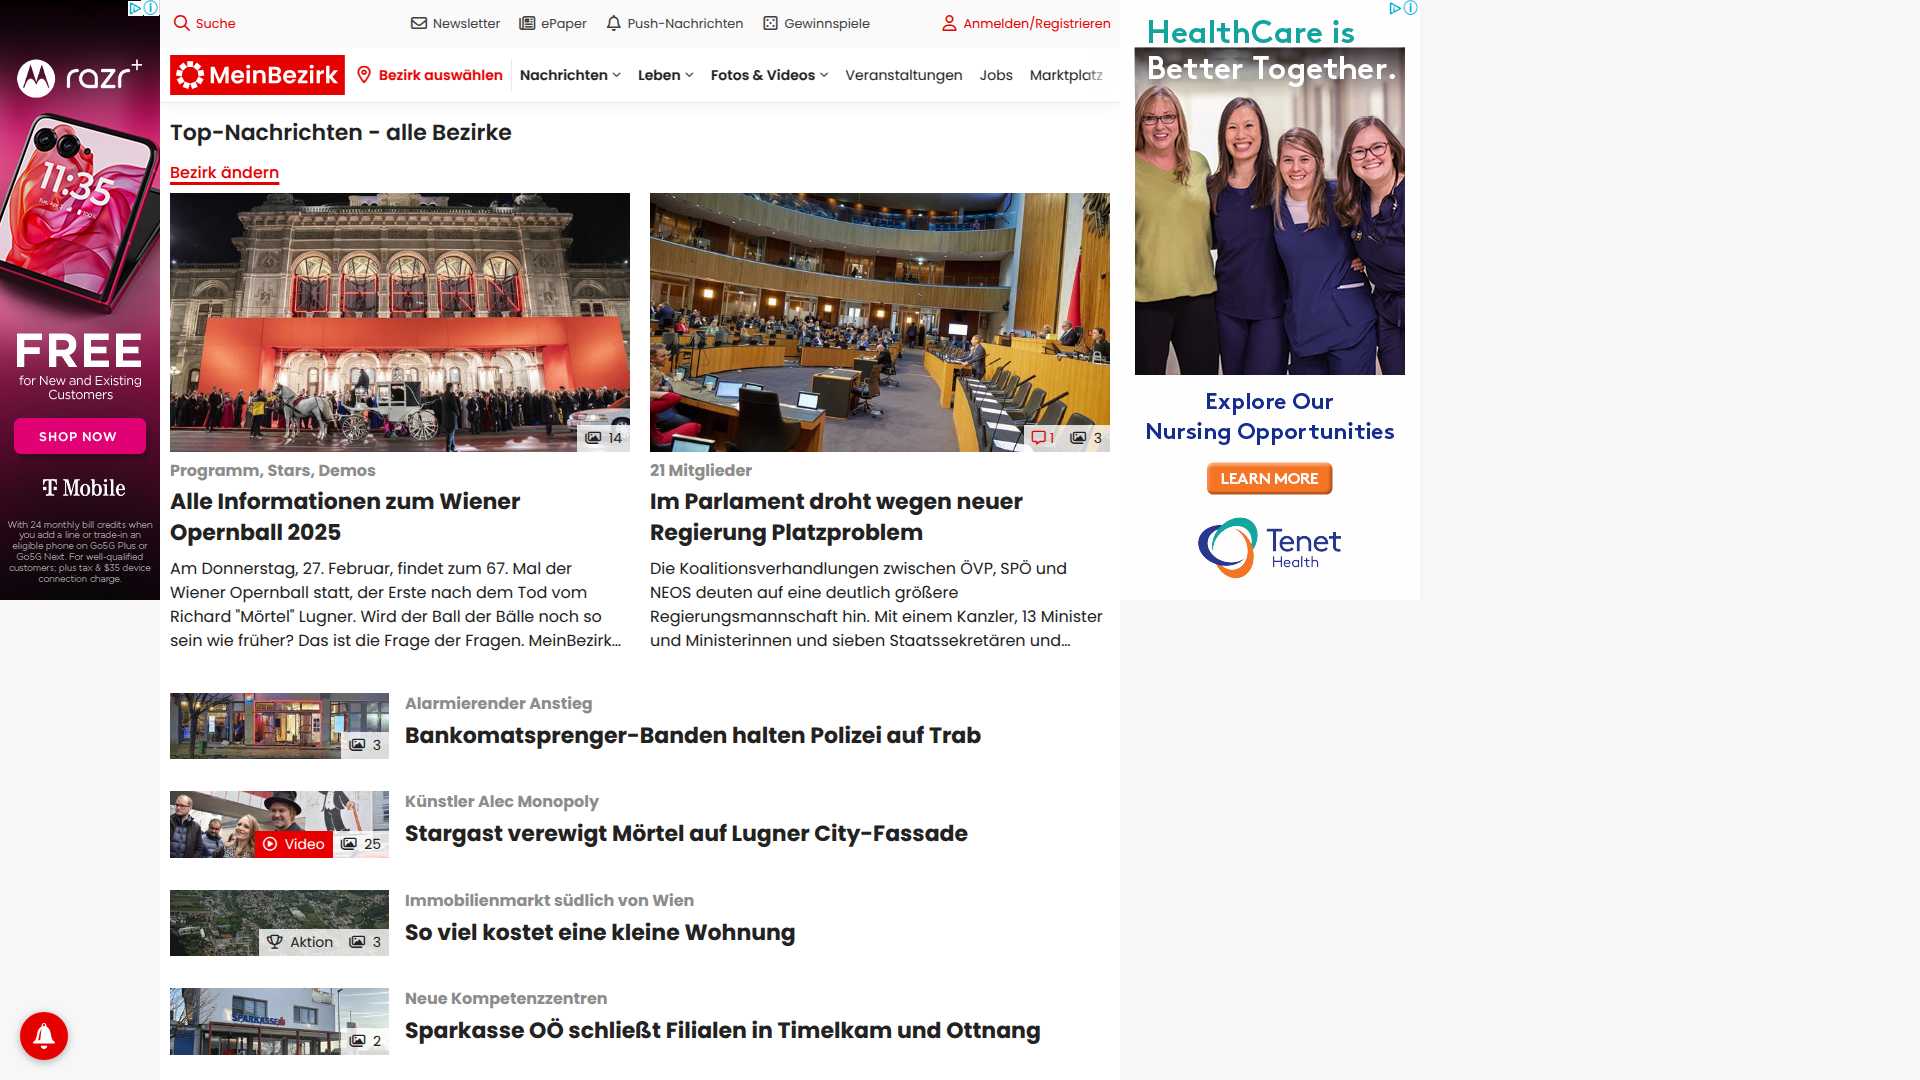 razr+
11:35
FREE
for New and Existing
Customers
SHOP NOW
T Mobile
With 24 monthly bill credits when
you add a line or trade-in an
eligible phone on Go5G Plus or
Go5G Next. For well-qualified
customers; plus tax & $35 device
connection charge.
Suche
Newsletter
ePaper
Push-Nachrichten
Gewinnspiele
Anmelden/Registrieren
MeinBezirk
Bezirk auswählen
Nachrichten
Leben
Fotos & Videos
Veranstaltungen
Jobs
Marktplatz
Top-Nachrichten - alle Bezirke
Bezirk ändern
14
Programm, Stars, Demos
Alle Informationen zum Wiener
Opernball 2025
Am Donnerstag, 27. Februar, findet zum 67. Mal der
Wiener Opernball statt, der Erste nach dem Tod vom
Richard "Mörtel" Lugner. Wird der Ball der Bälle noch so
sein wie früher? Das ist die Frage der Fragen. MeinBezirk...
1
3
21 Mitglieder
Im Parlament droht wegen neuer
Regierung Platzproblem
Die Koalitionsverhandlungen zwischen ÖVP, SPÖ und
NEOS deuten auf eine deutlich größere
Regierungsmannschaft hin. Mit einem Kanzler, 13 Minister
und Ministerinnen und sieben Staatssekretären und...
3
Alarmierender Anstieg
Bankomatsprenger-Banden halten Polizei auf Trab
Video
25
Künstler Alec Monopoly
Stargast verewigt Mörtel auf Lugner City-Fassade
Aktion
3
Immobilienmarkt südlich von Wien
So viel kostet eine kleine Wohnung
SPARKASSE
2
Neue Kompetenzzentren
Sparkasse OÖ schließt Filialen in Timelkam und Ottnang
HealthCare is
Better Together.
Explore Our
Nursing Opportunities
LEARN MORE
Tenet
Health